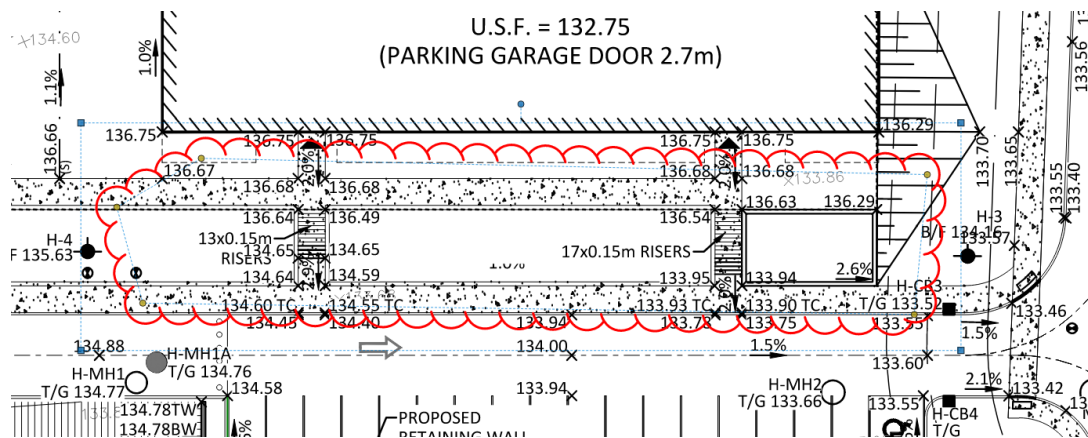 U.S.F. = 132.75
(PARKING GARAGE DOOR 2.7m)
134.60
1.0%
1.1%
136.66
(S)
136.75
136.75
136.75
136.75
136.75
136.29
136.67
136.68
136.68
136.68
136.68
133.86
2.0%
2.0%
133.70
133.65
133.55
133.40
133.56
136.64
136.49
136.54
136.63
136.29
H-3
B/F 134.16
133.57
H-4
F 135.63
13x0.15m
RISERS
134.65
134.65
17x0.15m RISERS
134.64
134.59
1.0%
133.95
133.94
2.6%
H-CB3
T/G 133.5
134.60 TC
134.55 TC
133.93 TC
133.90 TC
134.45
134.40
133.94
133.78
133.75
133.55
133.46
1.5%
134.88
134.00
1.5%
133.60
H-MH1A
T/G 134.76
H-MH1
T/G 134.77
134.58
133.94
H-MH2
T/G 133.66
2.1%
133.42
133.55
134.78TW
134.78BW
PROPOSED
RETAINING WALL
H-CB4
T/G